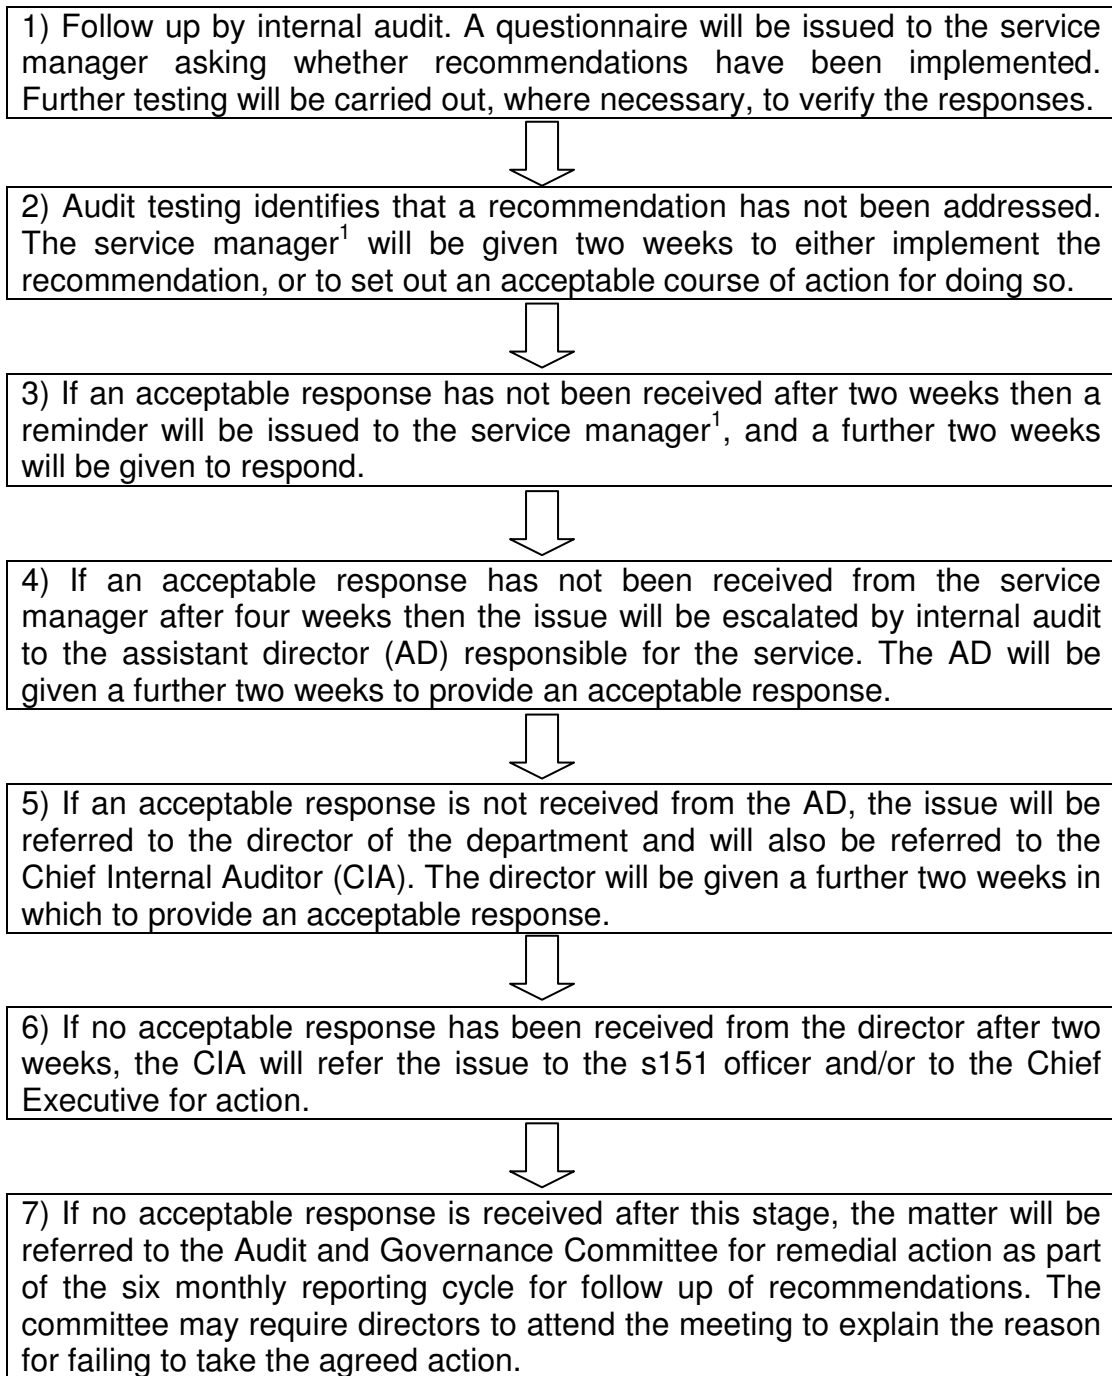 1) Follow up by internal audit. A questionnaire will be issued to the service
manager asking whether recommendations have been implemented.
Further testing will be carried out, where necessary, to verify the responses.
2) Audit testing identifies that a recommendation has not been addressed.
The service manager¹ will be given two weeks to either implement the
recommendation, or to set out an acceptable course of action for doing so.
3) If an acceptable response has not been received after two weeks then a
reminder will be issued to the service manager¹, and a further two weeks
will be given to respond.
4) If an acceptable response has not been received from the service
manager after four weeks then the issue will be escalated by internal audit
to the assistant director (AD) responsible for the service. The AD will be
given a further two weeks to provide an acceptable response.
5) If an acceptable response is not received from the AD, the issue will be
referred to the director of the department and will also be referred to the
Chief Internal Auditor (CIA). The director will be given a further two weeks in
which to provide an acceptable response.
6) If no acceptable response has been received from the director after two
weeks, the CIA will refer the issue to the s151 officer and/or to the Chief
Executive for action.
7) If no acceptable response is received after this stage, the matter will be
referred to the Audit and Governance Committee for remedial action as part
of the six monthly reporting cycle for follow up of recommendations. The
committee may require directors to attend the meeting to explain the reason
for failing to take the agreed action.